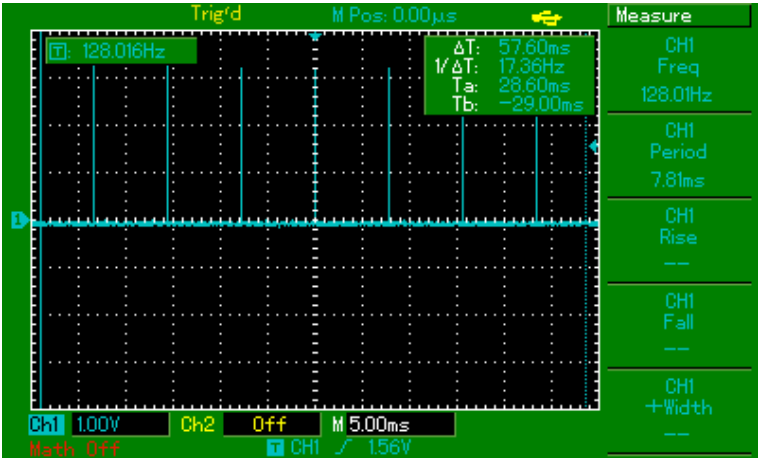 Trig'd M Pos: 0.00µs Measure
T: 128.016Hz
ΔT: 57.60ms
1/ΔT: 17.36Hz
Ta: 28.60ms
Tb: -29.00ms
CH1
Freq
128.01Hz
CH1
Period
7.81ms
1
CH1
Rise
--
CH1
Fall
--
CH1
+Width
--
Ch1 1.00V Ch2 Off M 5.00ms
Math Off T CH1 / 1.56V